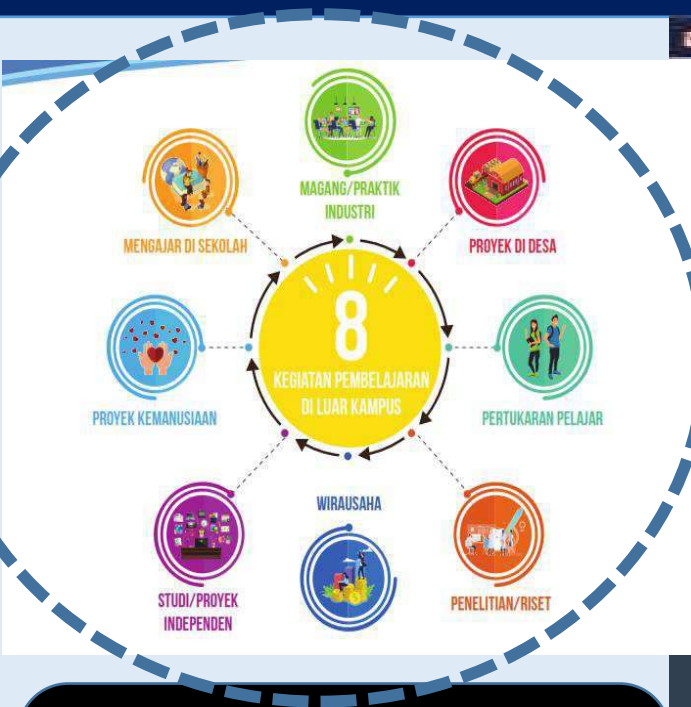 MAGANG/PRAKTIK
INDUSTRI
MENGAJAR DI SEKOLAH
PROYEK DI DESA
8
KEGIATAN PEMBELAJARAN
DI LUAR KAMPUS
PROYEK KEMANUSIAAN
PERTUKARAN PELAJAR
WIRAUSAHA
STUDI/PROYEK
INDEPENDEN
PENELITIAN/RISET